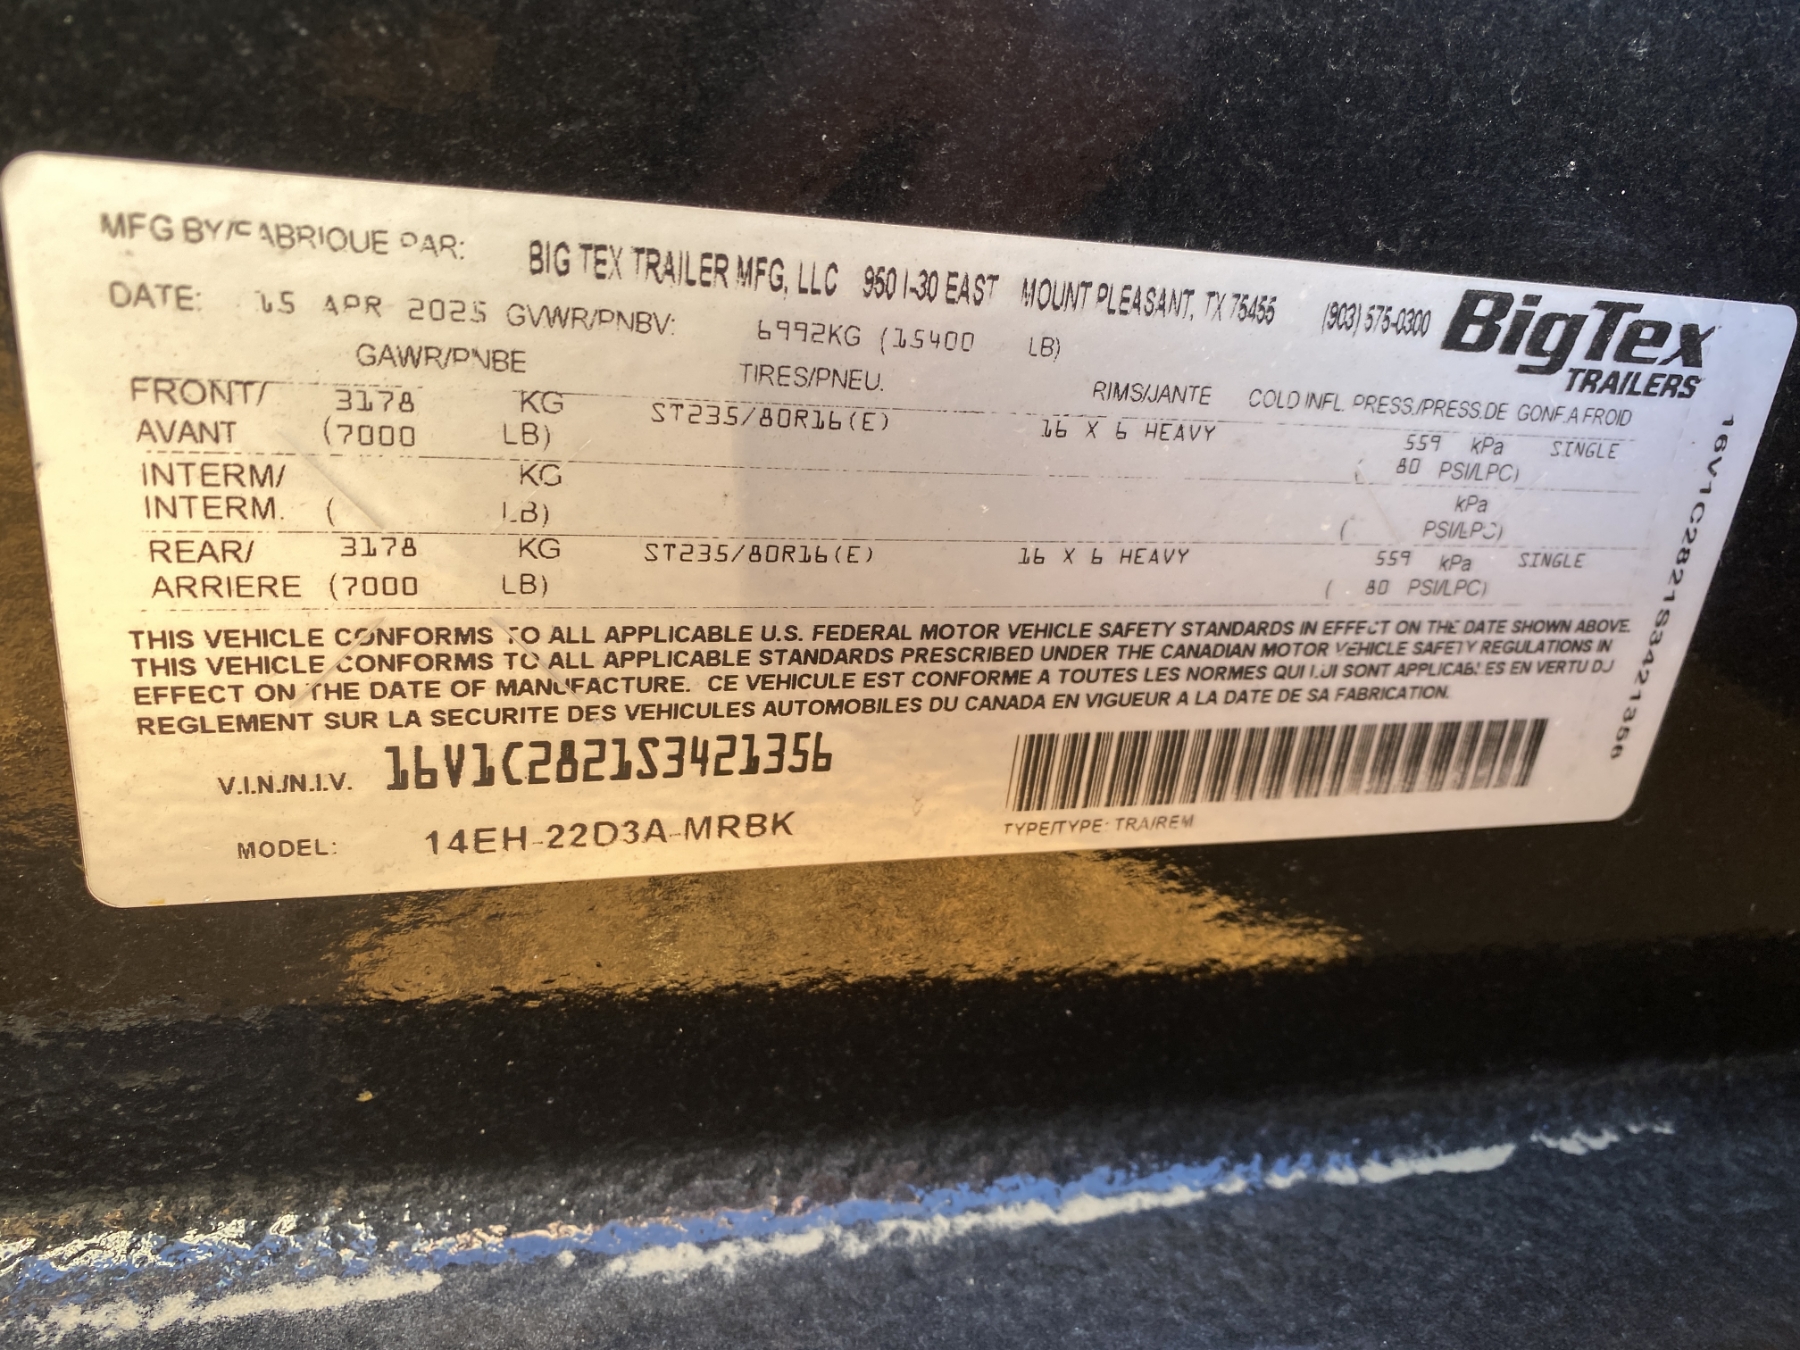 MFG BY/FABRIQUE PAR: BIG TEX TRAILER MFG, LLC 950 I-30 EAST MOUNT PLEASANT, TX 75455 (903) 575-0300
BigTex
TRAILERS
DATE: 15 APR 2025 GVWR/PNBV: 6992KG (15400 LB)
GAWR/PNBE TIRES/PNEU. RIMS/JANTE COLD INFL. PRESS./PRESS.DE GONF.A FROID
FRONT/ 3178 KG ST235/80R16(E) 16 X 6 HEAVY 559 kPa SINGLE
AVANT (7000 LB) ( 80 PSI/LPC)
INTERM/ KG kPa
INTERM. ( LB) ( PSI/LPC)
REAR/ 3178 KG ST235/80R16(E) 16 X 6 HEAVY 559 kPa SINGLE
ARRIERE (7000 LB) ( 80 PSI/LPC)
THIS VEHICLE CONFORMS TO ALL APPLICABLE U.S. FEDERAL MOTOR VEHICLE SAFETY STANDARDS IN EFFECT ON THE DATE SHOWN ABOVE.
THIS VEHICLE CONFORMS TO ALL APPLICABLE STANDARDS PRESCRIBED UNDER THE CANADIAN MOTOR VEHICLE SAFETY REGULATIONS IN
EFFECT ON THE DATE OF MANUFACTURE. CE VEHICULE EST CONFORME A TOUTES LES NORMES QUI LUI SONT APPLICABLES EN VERTU DU
REGLEMENT SUR LA SECURITE DES VEHICULES AUTOMOBILES DU CANADA EN VIGUEUR A LA DATE DE SA FABRICATION.
V.I.N./N.I.V. 16V1C2821S3421356
MODEL: 14EH-22D3A-MRBK
TYPE/TYPE: TRA/REM
16V1C2821S3421356